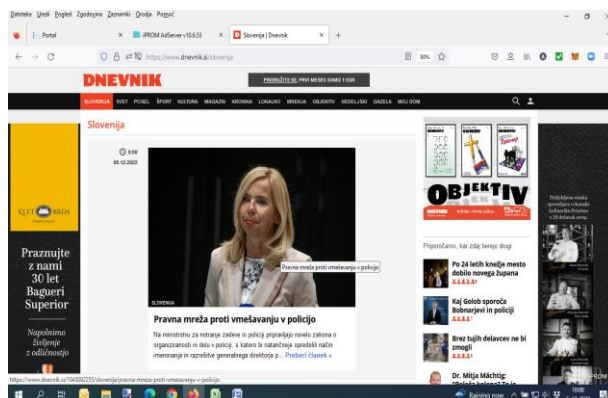 Datoteka Uredi Pogled Zgodovina Zaznamki Orodja Pomoč
Portal
iPROM AdServer v10.6.53
Slovenija | Dnevnik
https://www.dnevnik.si/slovenija
80%
DNEVNIK
PRIDRUŽITE SE, PRVI MESEC SAMO 1 EUR
SLOVENIJA SVET POSEL ŠPORT KULTURA MAGAZIN KRONIKA LOKALNO MNENJA OBJEKTIV NEDELJSKI GAZELA MOJ DOM
Slovenija
0:00
05.12.2022
Pravna mreža proti vmešavanju v policijo
SLOVENIJA
Pravna mreža proti vmešavanju v policijo
Na ministrstvu za notranje zadeve in policiji pripravljajo novelo zakona o
organiziranosti in delu v policiji, s katero bi natančneje opredelili način
imenovanja in razrešitve generalnega direktorja p... Preberi članek »
KLET BRDA
Praznujte
z nami
30 let
Bagueri
Superior
Napolnimo
življenje
z odličnostjo
OBJEKTIV
DNEVNIK
Priporočamo, kar zdaj berejo drugi
Po 24 letih knežje mesto
dobilo novega župana
Kaj Golob sporoča
Bobnarjevi in policiji
Brez tujih delavcev ne bi
zmogli
Dr. Mitja Mächtig:
https://www.dnevnik.si/1043002255/slovenija/pravna-mreza-proti-vmesavanju-v-policijo
Raining now
10:00